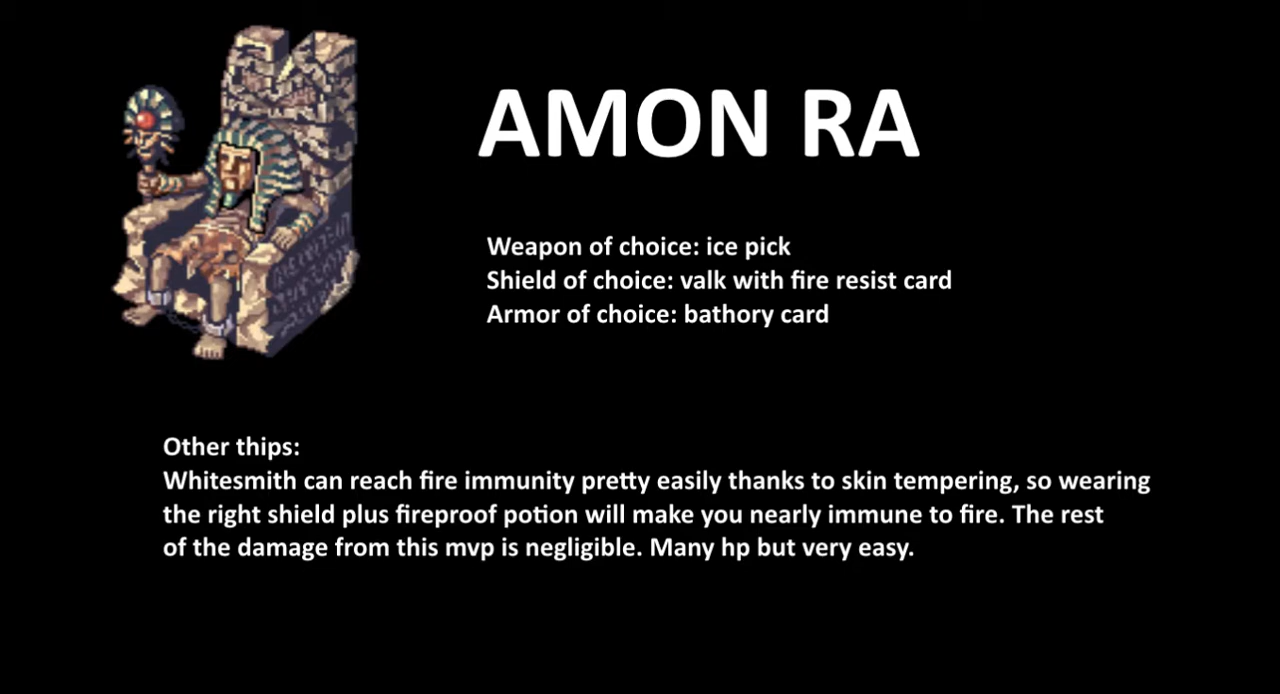 AMON RA
Weapon of choice: ice pick
Shield of choice: valk with fire resist card
Armor of choice: bathory card
Other thips:
Whitesmith can reach fire immunity pretty easily thanks to skin tempering, so wearing
the right shield plus fireproof potion will make you nearly immune to fire. The rest
of the damage from this mvp is negligible. Many hp but very easy.